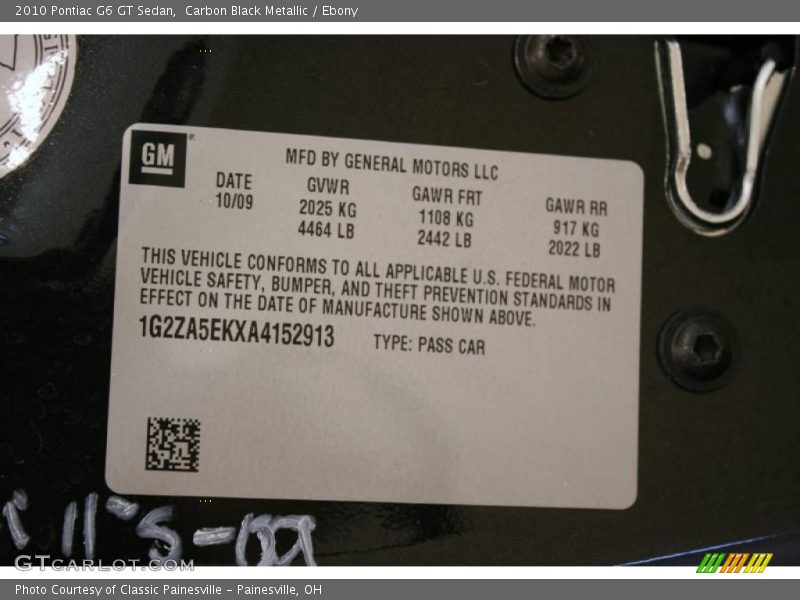 2010 Pontiac G6 GT Sedan,  Carbon Black Metallic / Ebony
GM
MFD BY GENERAL MOTORS LLC
DATE GVWR GAWR FRT GAWR RR
10/09 2025 KG 1108 KG 917 KG
4464 LB 2442 LB 2022 LB
THIS VEHICLE CONFORMS TO ALL APPLICABLE U.S. FEDERAL MOTOR
VEHICLE SAFETY, BUMPER, AND THEFT PREVENTION STANDARDS IN
EFFECT ON THE DATE OF MANUFACTURE SHOWN ABOVE.
1G2ZA5EKXA4152913 TYPE: PASS CAR
GTCARLOT.COM
Photo Courtesy of Classic Painesville - Painesville, OH